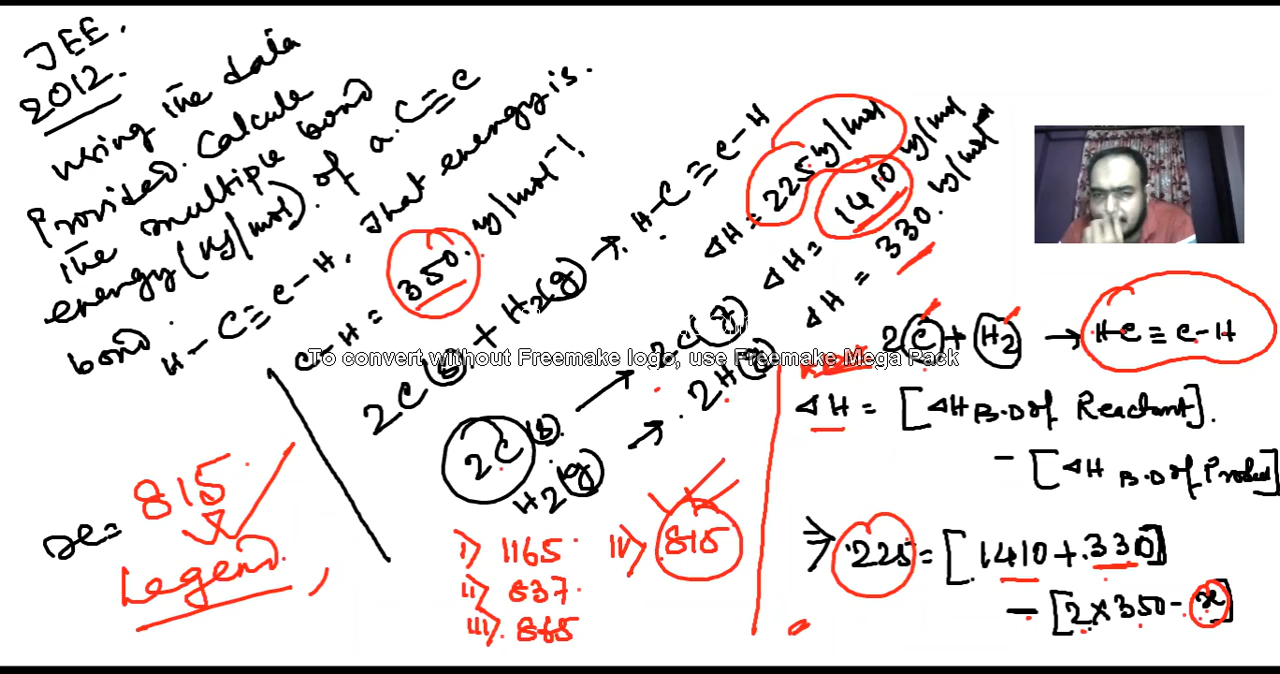 JEE.
2012.
using the data
Provided. Calcule
the multiple bond
energy (kj/mol). of a. C≡C
bond. H-C≡C-H, That energy is.
C-H = 350. kj/mol⁻¹.
2C(s) + H2(g) → H-C≡C-H
ΔH = 225 kj/mol
2C(s). → 2C(g) ΔH = 1410 kj/mol
H2(g) → 2H(g) ΔH = 330. kj/mol
To convert without Freemake logo, use Freemake Mega Pack
2C + H2 → HC≡C-H
ΔH = [ΔH B.D of Reactant].
- [ΔH B.D of Product]
⇒ 225 = [1410 + 330]
- [2×350 - x]
i) 1165 iv) 815
ii) 837.
iii) 865
x = 815
Legend,